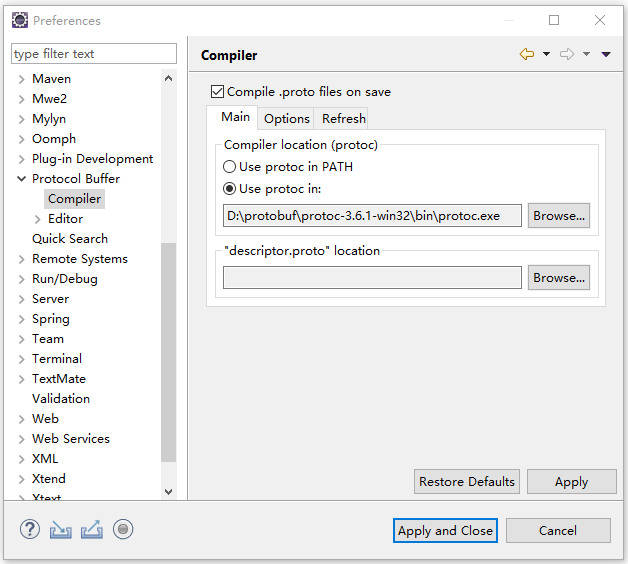 Preferences
type filter text
Maven
Mwe2
Mylyn
Oomph
Plug-in Development
Protocol Buffer
Compiler
Editor
Quick Search
Remote Systems
Run/Debug
Server
Spring
Team
Terminal
TextMate
Validation
Web
Web Services
XML
Xtend
Xtext
Compiler
Compile .proto files on save
Main Options Refresh
Compiler location (protoc)
Use protoc in PATH
Use protoc in:
D:\protobuf\protoc-3.6.1-win32\bin\protoc.exe Browse...
"descriptor.proto" location
Browse...
Restore Defaults Apply
? Apply and Close Cancel